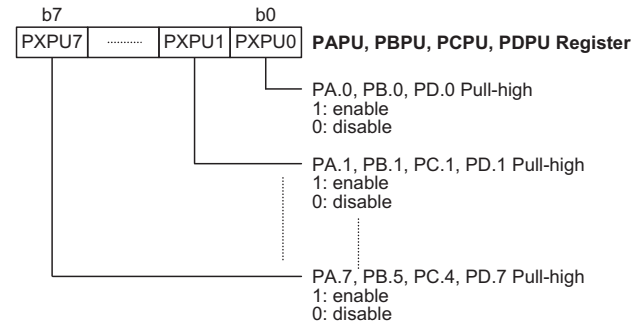 b7 b0
PXPU7 PXPU1 PXPU0 PAPU, PBPU, PCPU, PDPU Register
PA.0, PB.0, PD.0 Pull-high
1: enable
0: disable
PA.1, PB.1, PC.1, PD.1 Pull-high
1: enable
0: disable
PA.7, PB.5, PC.4, PD.7 Pull-high
1: enable
0: disable